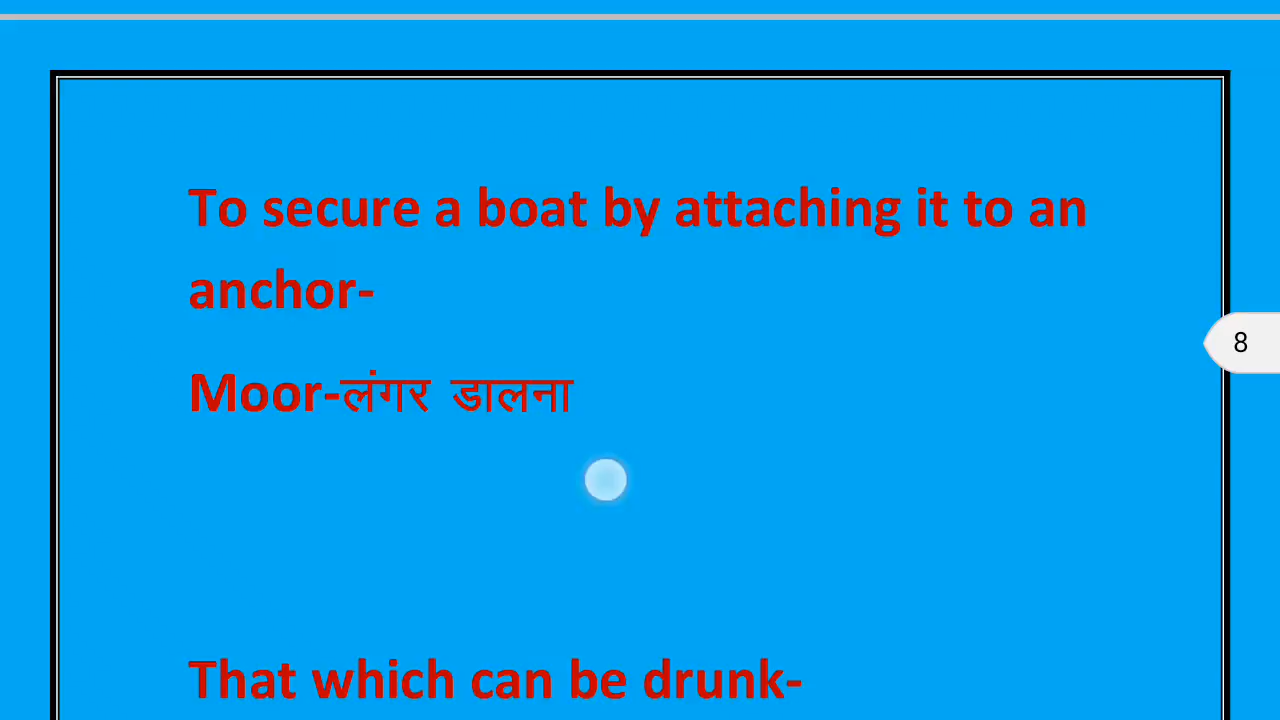 To secure a boat by attaching it to an
anchor-
Moor-लंगर डालना
8
That which can be drunk-